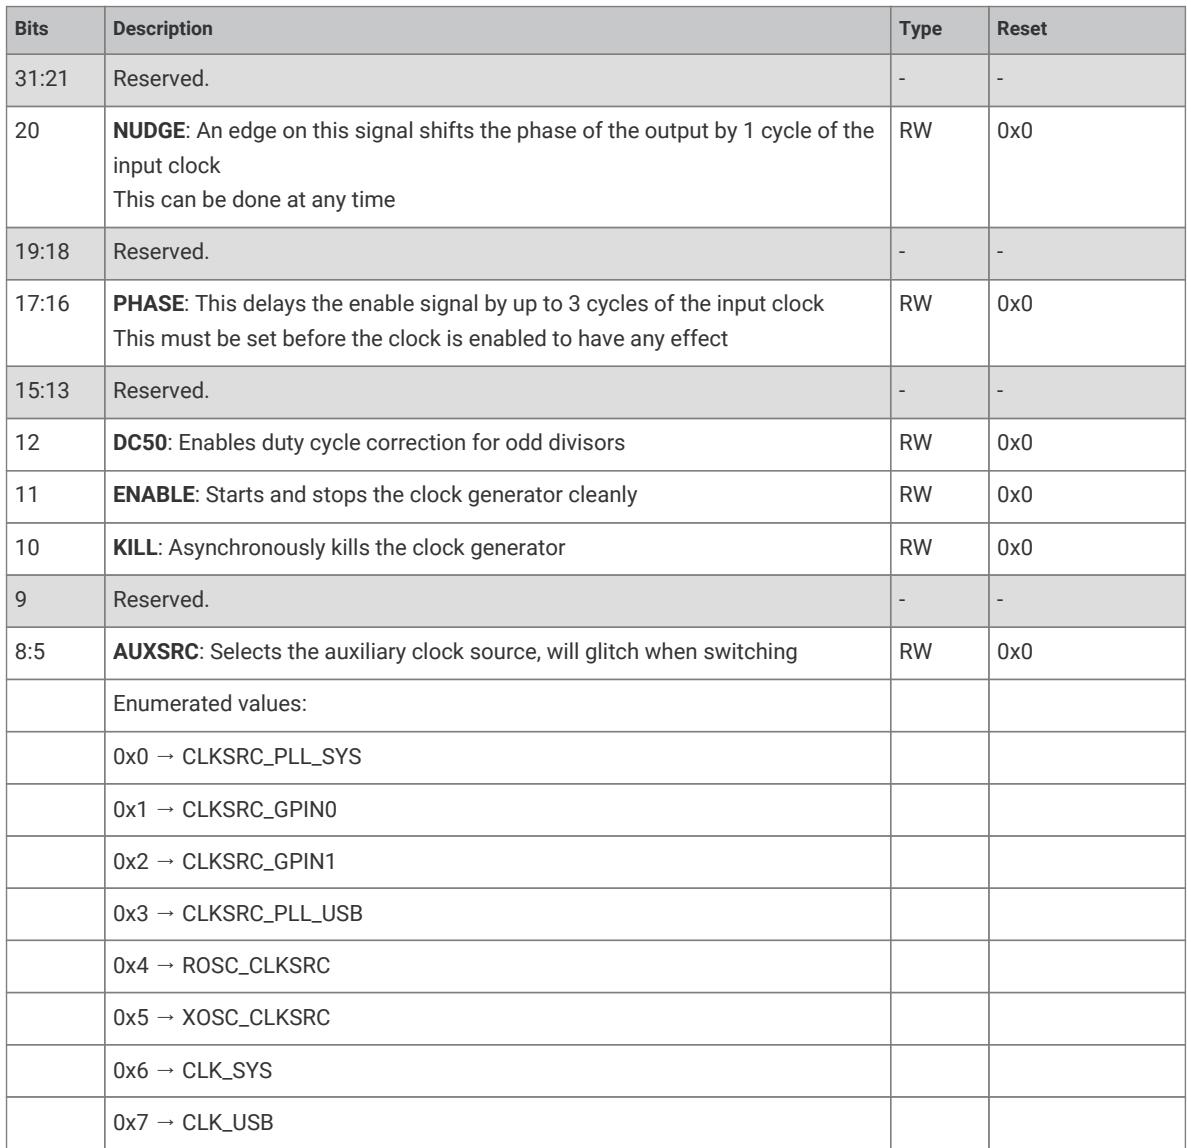 Bits Description Type Reset
31:21 Reserved. - -
20 NUDGE: An edge on this signal shifts the phase of the output by 1 cycle of the RW 0x0
input clock
This can be done at any time
19:18 Reserved. - -
17:16 PHASE: This delays the enable signal by up to 3 cycles of the input clock RW 0x0
This must be set before the clock is enabled to have any effect
15:13 Reserved. - -
12 DC50: Enables duty cycle correction for odd divisors RW 0x0
11 ENABLE: Starts and stops the clock generator cleanly RW 0x0
10 KILL: Asynchronously kills the clock generator RW 0x0
9 Reserved. - -
8:5 AUXSRC: Selects the auxiliary clock source, will glitch when switching RW 0x0
Enumerated values:
0x0 → CLKSRC_PLL_SYS
0x1 → CLKSRC_GPIN0
0x2 → CLKSRC_GPIN1
0x3 → CLKSRC_PLL_USB
0x4 → ROSC_CLKSRC
0x5 → XOSC_CLKSRC
0x6 → CLK_SYS
0x7 → CLK_USB